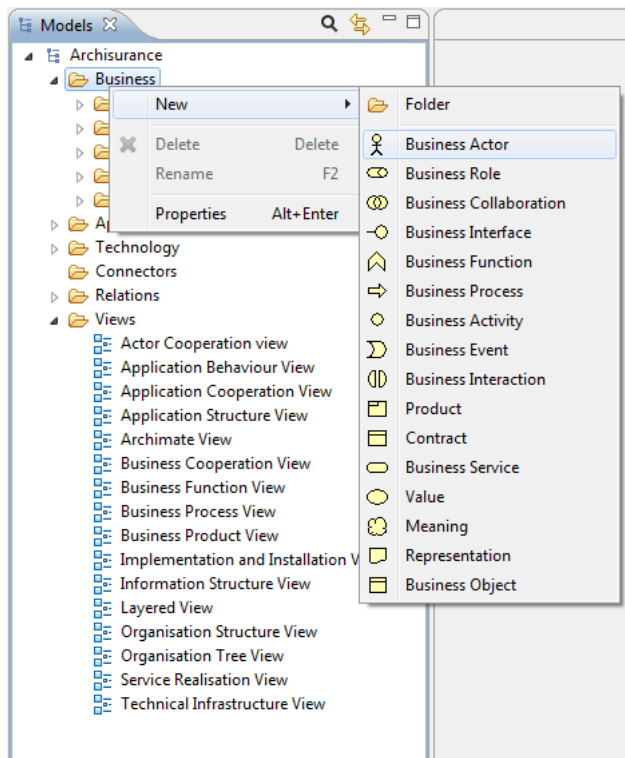 Models
Archisurance
Business
New
Delete Delete
Rename F2
Properties Alt+Enter
Folder
Business Actor
Business Role
Business Collaboration
Business Interface
Business Function
Business Process
Business Activity
Business Event
Business Interaction
Product
Contract
Business Service
Value
Meaning
Representation
Business Object
Technology
Connectors
Relations
Views
Actor Cooperation view
Application Behaviour View
Application Cooperation View
Application Structure View
Archimate View
Business Cooperation View
Business Function View
Business Process View
Business Product View
Implementation and Installation V
Information Structure View
Layered View
Organisation Structure View
Organisation Tree View
Service Realisation View
Technical Infrastructure View